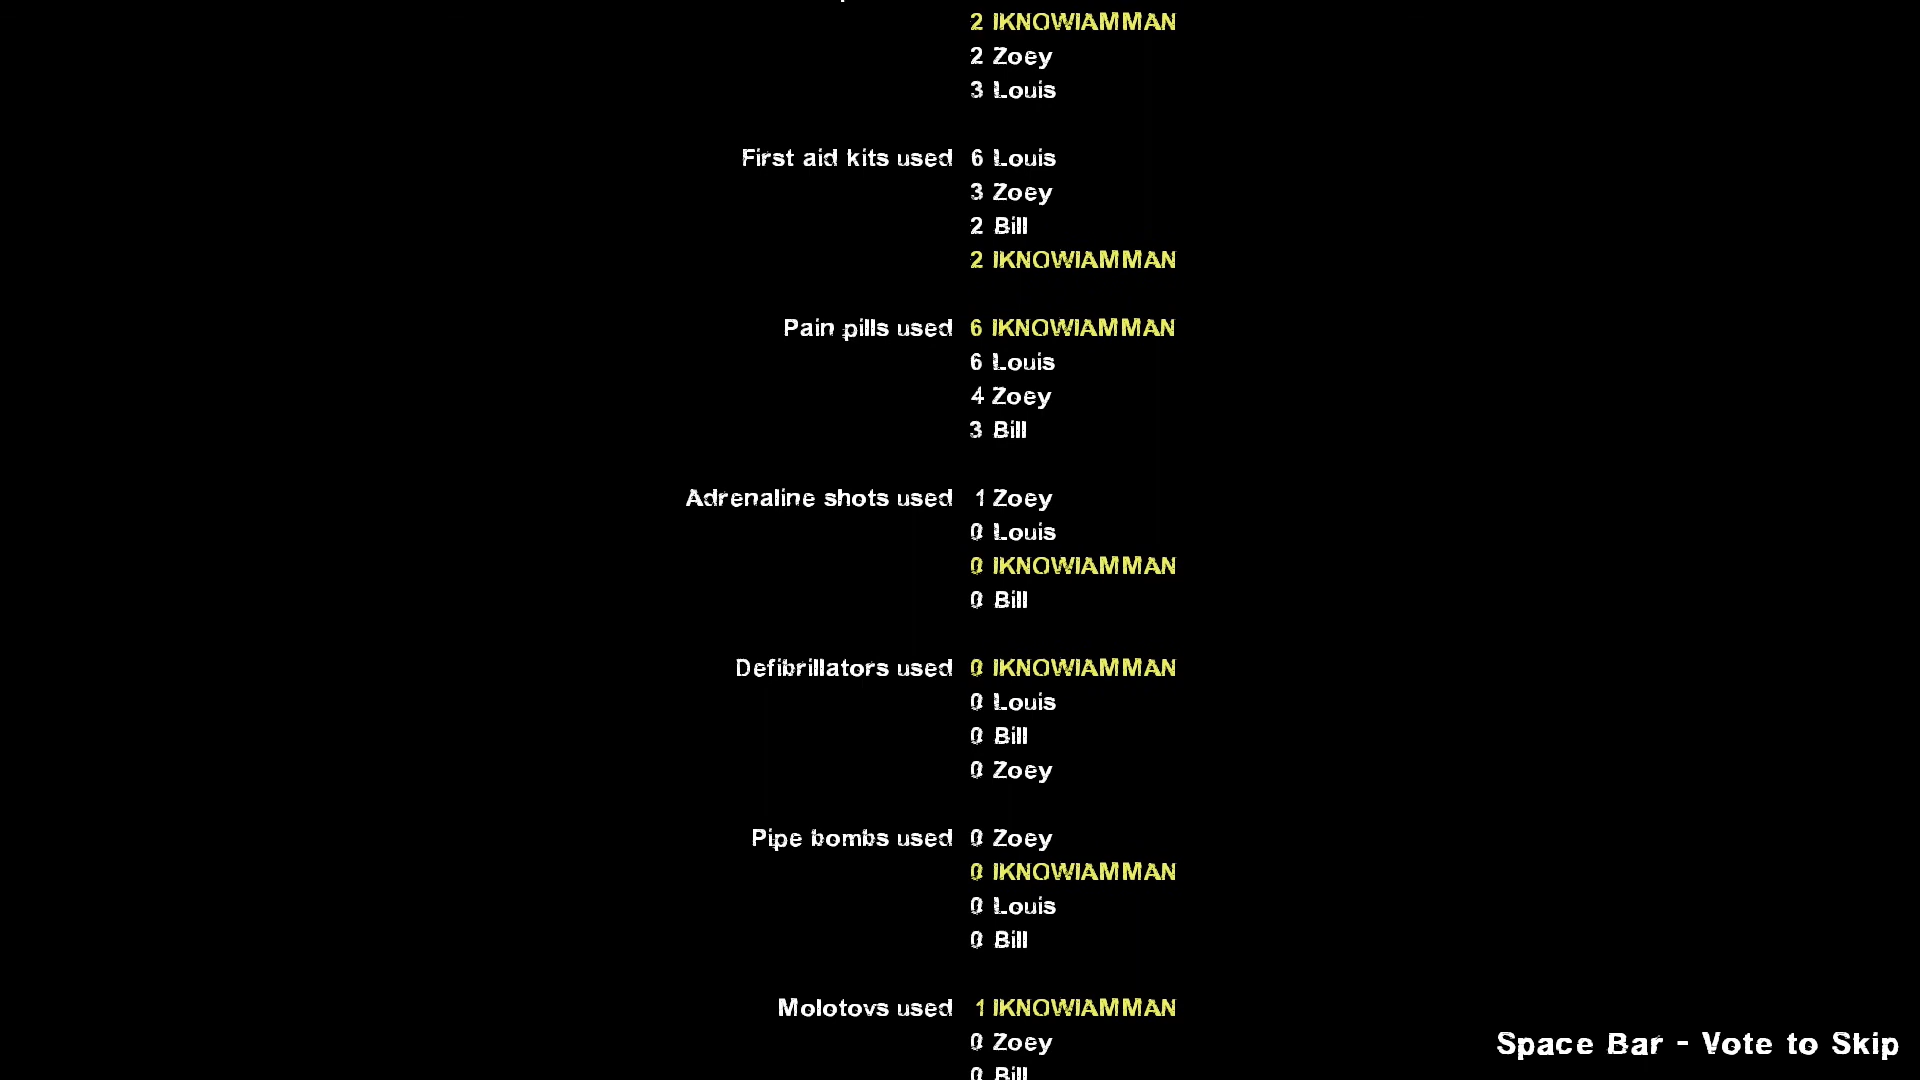 2 IKNOWIAMMAN
2 Zoey
3 Louis
First aid kits used 6 Louis
3 Zoey
2 Bill
2 IKNOWIAMMAN
Pain pills used 6 IKNOWIAMMAN
6 Louis
4 Zoey
3 Bill
Adrenaline shots used 1 Zoey
0 Louis
0 IKNOWIAMMAN
0 Bill
Defibrillators used 0 IKNOWIAMMAN
0 Louis
0 Bill
0 Zoey
Pipe bombs used 0 Zoey
0 IKNOWIAMMAN
0 Louis
0 Bill
Molotovs used 1 IKNOWIAMMAN
0 Zoey
0 Bill
Space Bar - Vote to Skip